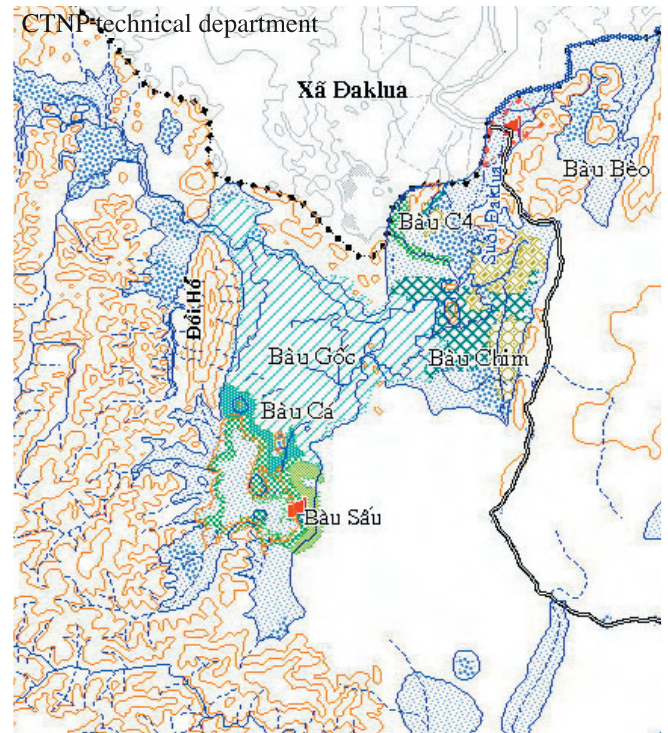 CTNP technical department
Xã Đaklua
Bàu Bèo
Bàu C4
Suối Đaklua
Đồi Hố
Bàu Gốc
Bàu Chim
Bàu Cá
Bàu Sấu